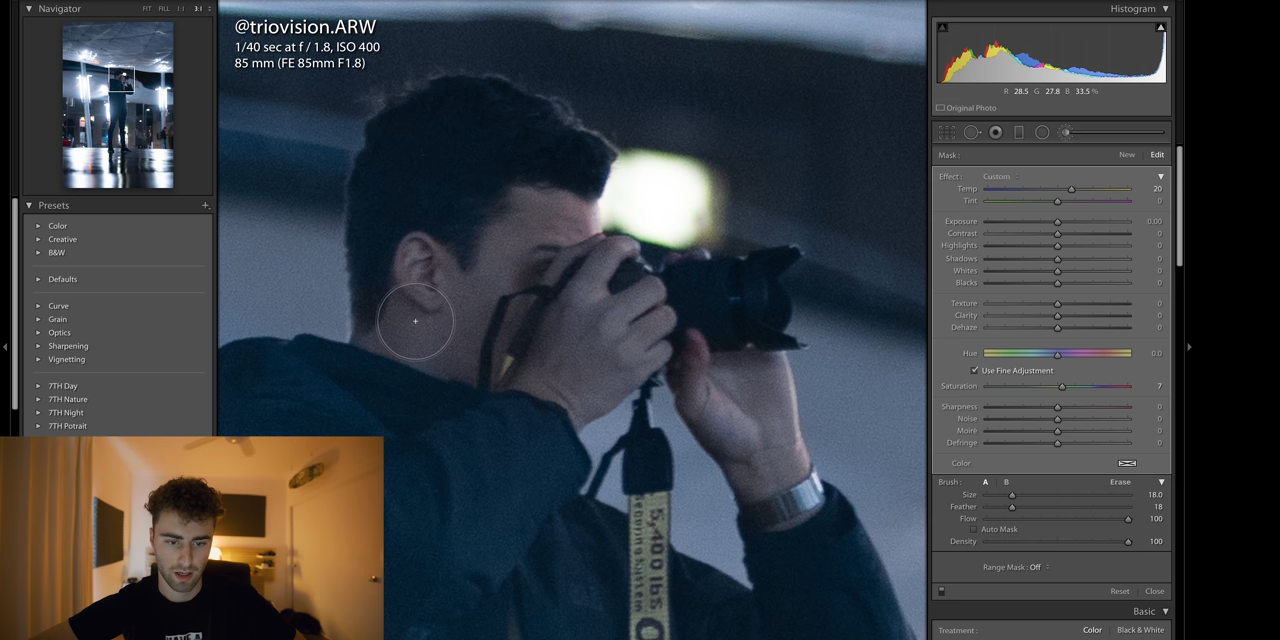 Navigator
FIT FILL 1:1 3:1
Presets
Color
Creative
B&W
Defaults
Curve
Grain
Optics
Sharpening
Vignetting
7TH Day
7TH Nature
7TH Night
7TH Potrait
@triovision.ARW
1/40 sec at f / 1.8, ISO 400
85 mm (FE 85mm F1.8)
5,400 lbs
Histogram
R 28.5 G 27.8 B 33.5 %
Original Photo
Mask : New Edit
Effect : Custom
Temp 20
Tint 0
Exposure 0.00
Contrast 0
Highlights 0
Shadows 0
Whites 0
Blacks 0
Texture 0
Clarity 0
Dehaze 0
Hue 0.0
Use Fine Adjustment
Saturation 7
Sharpness 0
Noise 0
Moiré 0
Defringe 0
Color
Brush : A B Erase
Size 18.0
Feather 18
Flow 100
Auto Mask
Density 100
Range Mask : Off
Reset Close
Basic
Treatment : Color Black & White